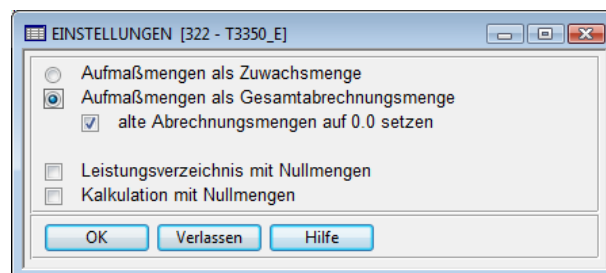 EINSTELLUNGEN [322 - T3350_E]
Aufmaßmengen als Zuwachsmenge
Aufmaßmengen als Gesamtabrechnungsmenge
alte Abrechnungsmengen auf 0.0 setzen
Leistungsverzeichnis mit Nullmengen
Kalkulation mit Nullmengen
OK Verlassen Hilfe